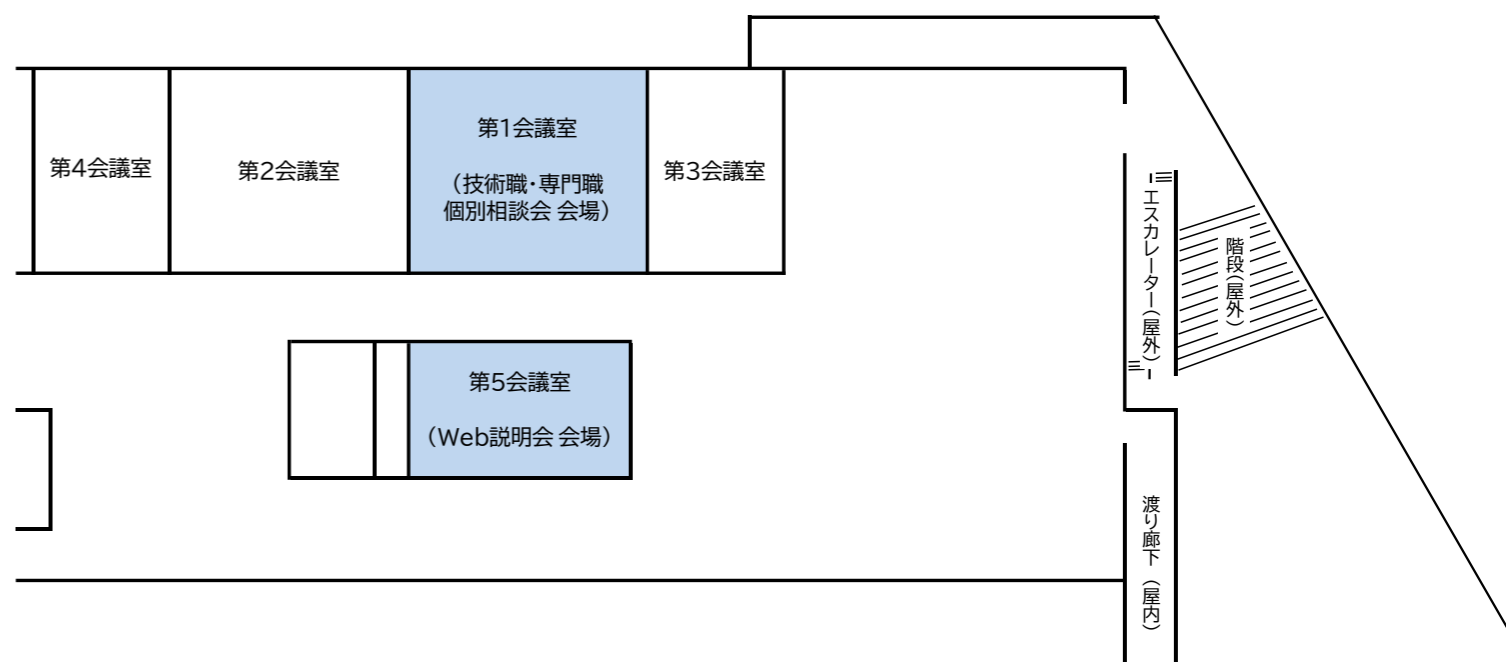 第4会議室
第2会議室
第1会議室
（技術職・専門職
個別相談会 会場）
第3会議室
エスカレーター（屋外）
階段（屋外）
第5会議室
（Web説明会 会場）
渡り廊下（屋内）